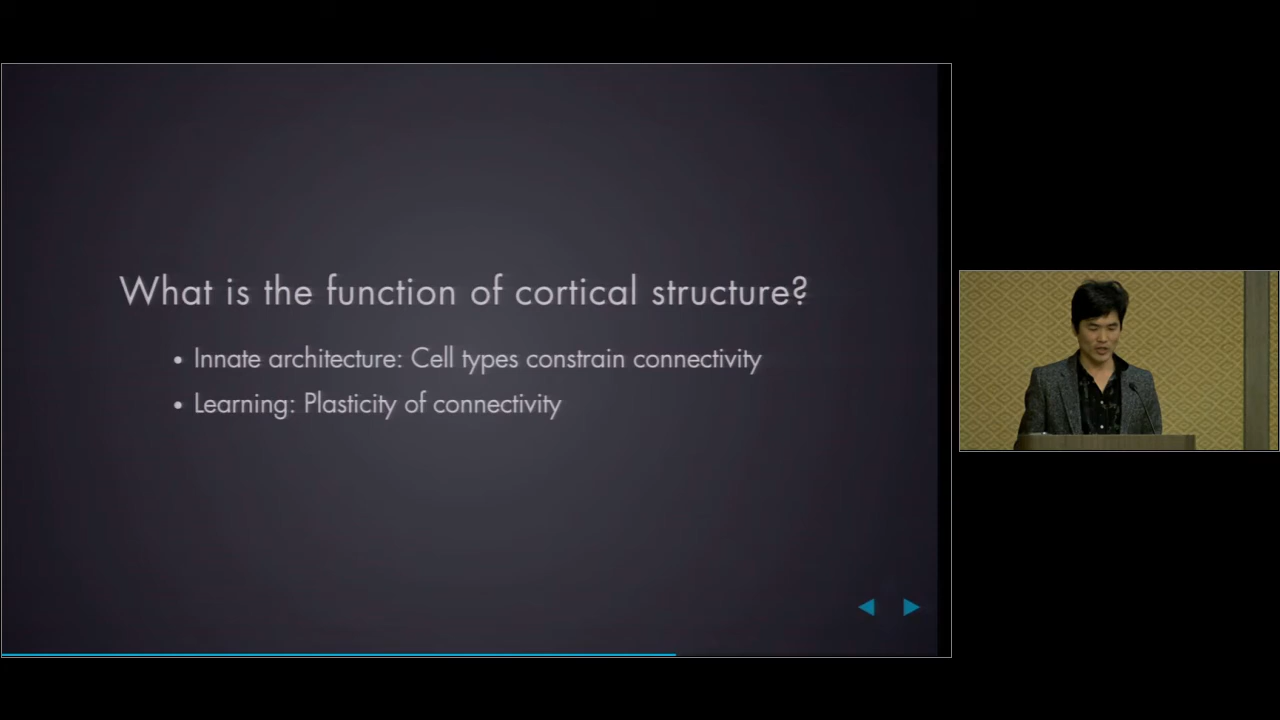 What is the function of cortical structure?
• Innate architecture: Cell types constrain connectivity
• Learning: Plasticity of connectivity